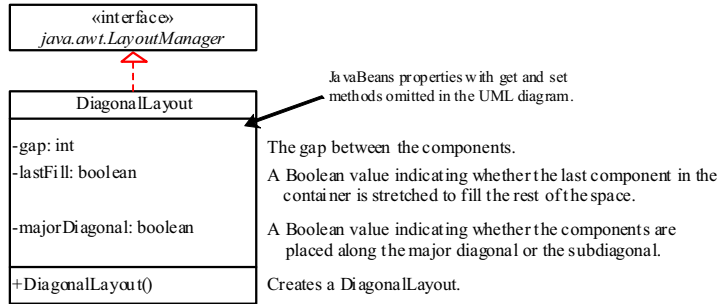 «interface»
java.awt.LayoutManager
JavaBeans properties with get and set
methods omitted in the UML diagram.
DiagonalLayout
-gap: int
The gap between the components.
-lastFill: boolean
A Boolean value indicating whether the last component in the
container is stretched to fill the rest of the space.
-majorDiagonal: boolean
A Boolean value indicating whether the components are
placed along the major diagonal or the subdiagonal.
+DiagonalLayout()
Creates a DiagonalLayout.